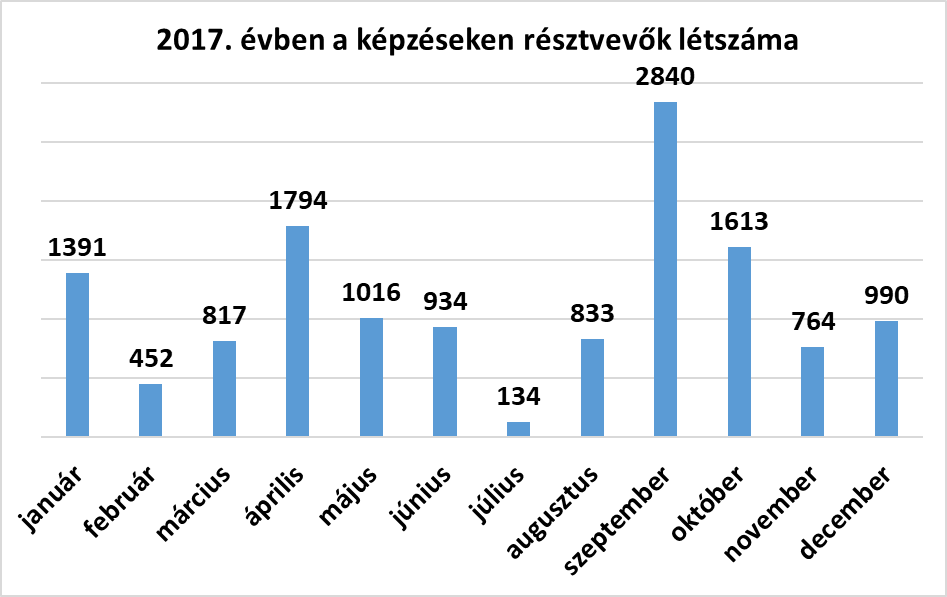 2017. évben a képzéseken résztvevők létszáma
2840
1794
1613
1391
1016
934
990
817
833
764
452
134
január
február
március
április
május
június
július
augusztus
szeptember
október
november
december